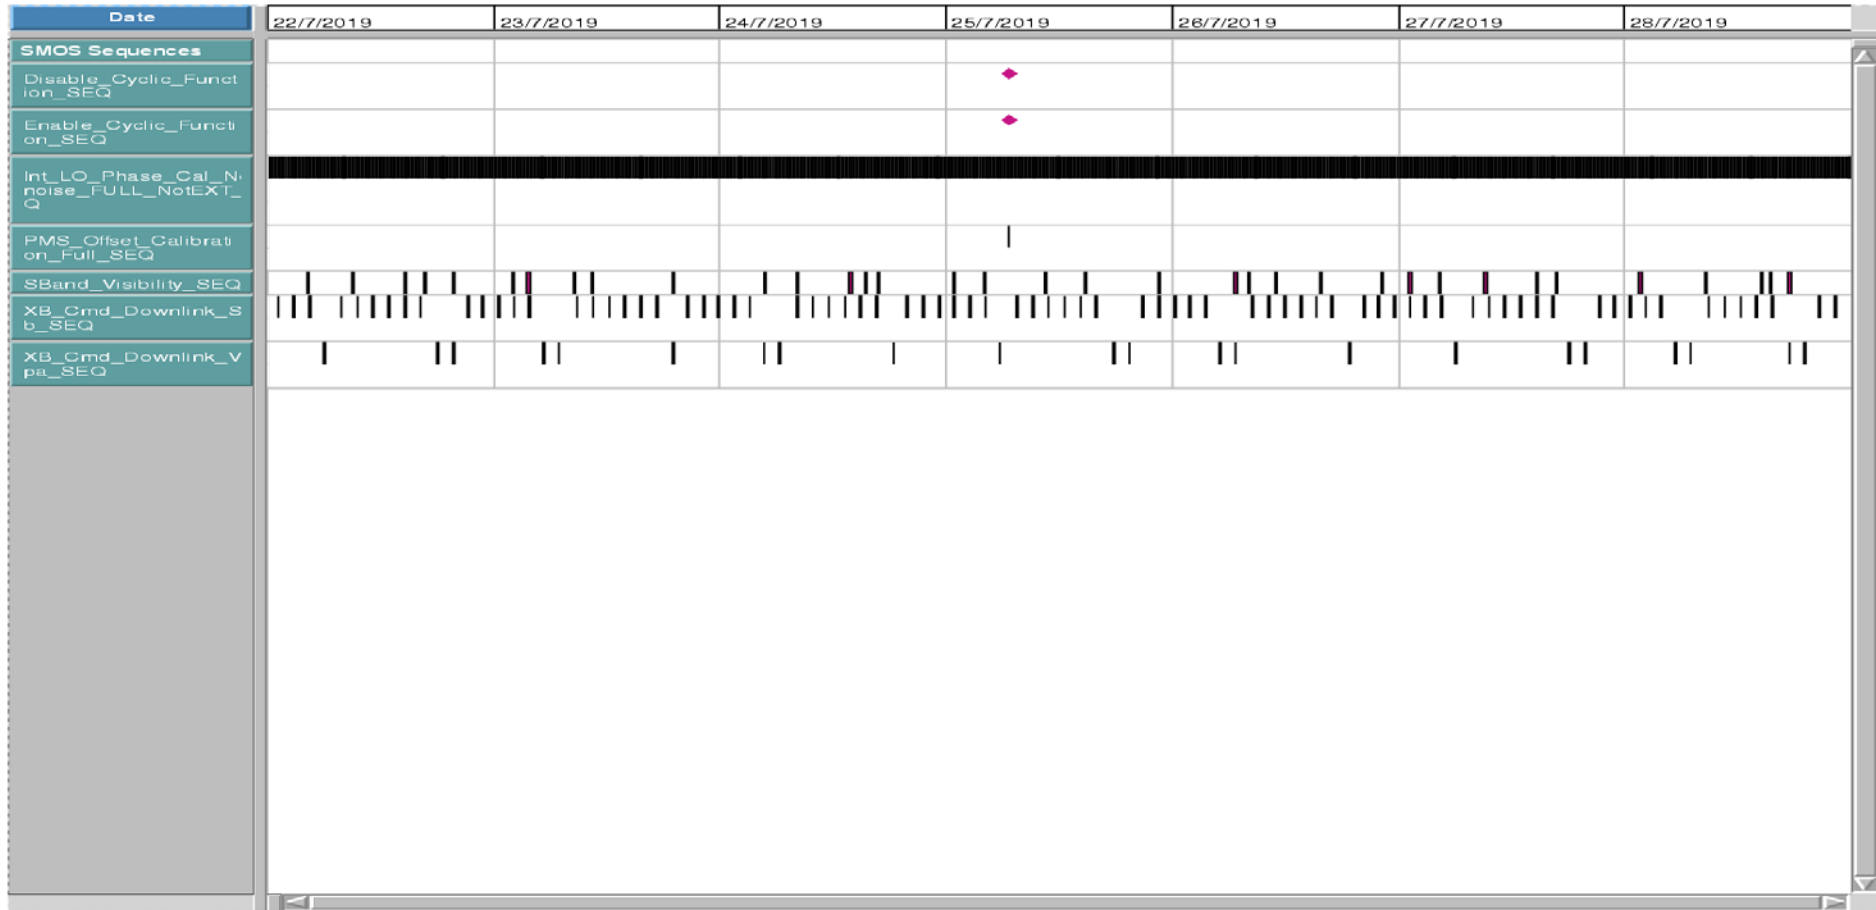 Date
22/7/2019 23/7/2019 24/7/2019 25/7/2019 26/7/2019 27/7/2019 28/7/2019
SMOS Sequences
Disable_Cyclic_Funct
ion_SEQ
Enable_Cyclic_Functi
on_SEQ
Int_LO_Phase_Cal_N
noise_FULL_NotEXT_
Q
PMS_Offset_Calibrati
on_Full_SEQ
SBand_Visibility_SEQ
XB_Cmd_Downlink_S
b_SEQ
XB_Cmd_Downlink_V
pa_SEQ